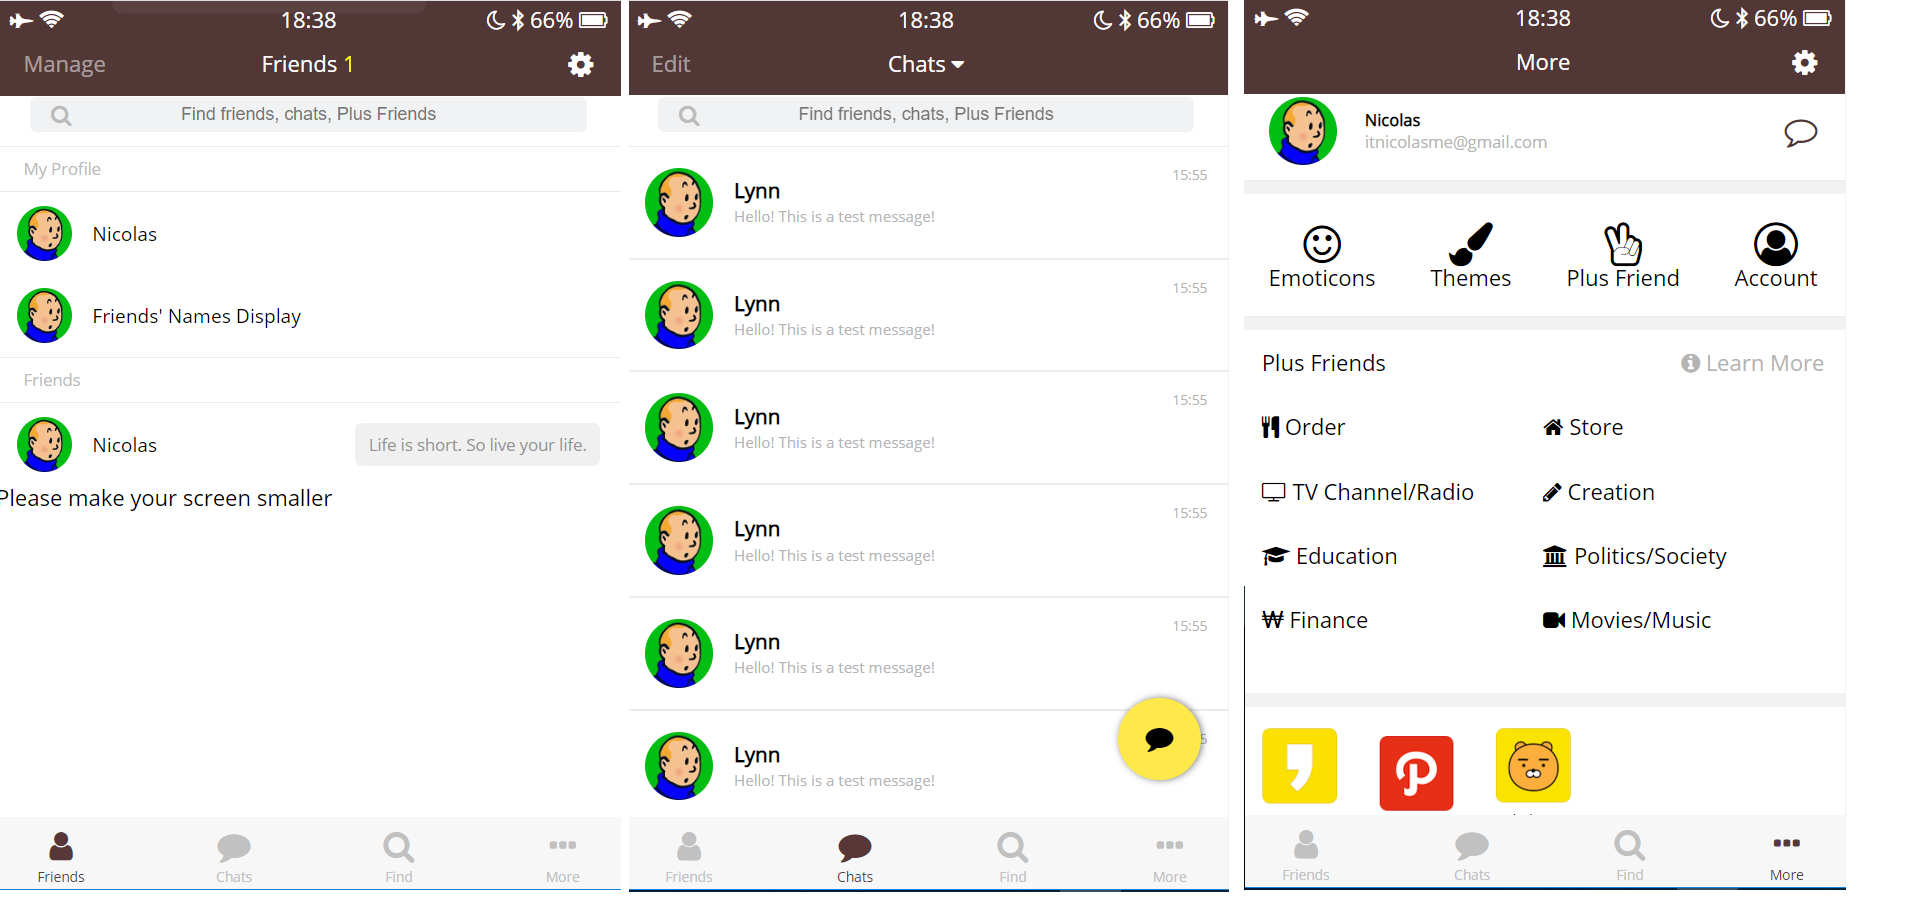 18:38
66%
Manage
Friends 1
Find friends, chats, Plus Friends
My Profile
Nicolas
Friends' Names Display
Friends
Nicolas
Life is short. So live your life.
Please make your screen smaller
Friends
Chats
Find
More
18:38
66%
Edit
Chats
Find friends, chats, Plus Friends
Lynn
15:55
Hello! This is a test message!
Lynn
15:55
Hello! This is a test message!
Lynn
15:55
Hello! This is a test message!
Lynn
15:55
Hello! This is a test message!
Lynn
15:55
Hello! This is a test message!
Lynn
5
Hello! This is a test message!
Friends
Chats
Find
More
18:38
66%
More
Nicolas
itnicolasme@gmail.com
Emoticons
Themes
Plus Friend
Account
Plus Friends
Learn More
Order
Store
TV Channel/Radio
Creation
Education
Politics/Society
₩ Finance
Movies/Music
Friends
Chats
Find
More